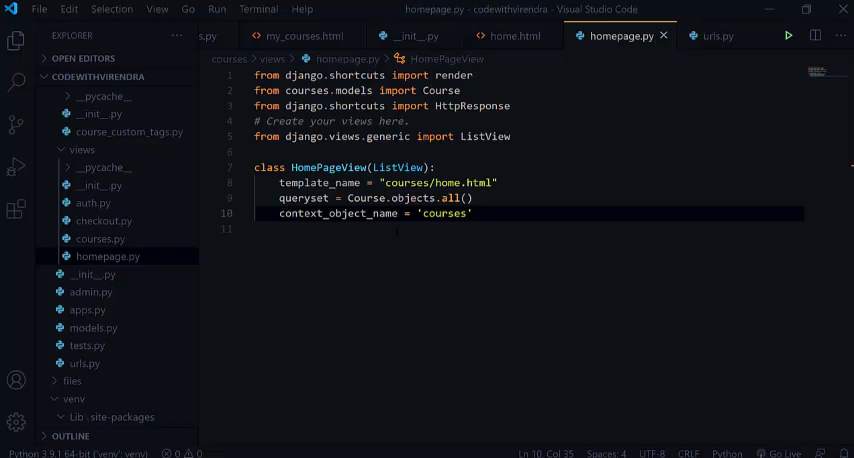 File Edit Selection View Go Run Terminal Help homepage.py - codewithvirendra - Visual Studio Code
EXPLORER
s.py my_courses.html __init__.py home.html homepage.py urls.py
OPEN EDITORS
courses > views > homepage.py > HomePageView
CODEWITHVIRENDRA
__pycache__
__init__.py
course_custom_tags.py
views
__pycache__
__init__.py
auth.py
checkout.py
courses.py
homepage.py
__init__.py
admin.py
apps.py
models.py
tests.py
urls.py
files
venv
Lib \ site-packages
OUTLINE
1 from django.shortcuts import render
2 from courses.models import Course
3 from django.shortcuts import HttpResponse
4 # Create your views here.
5 from django.views.generic import ListView
6
7 class HomePageView(ListView):
8 template_name = "courses/home.html"
9 queryset = Course.objects.all()
10 context_object_name = 'courses'
11
Python 3.9.1 64-bit ('venv': venv) 0 0 Ln 10, Col 35 Spaces: 4 UTF-8 CRLF Python Go Live